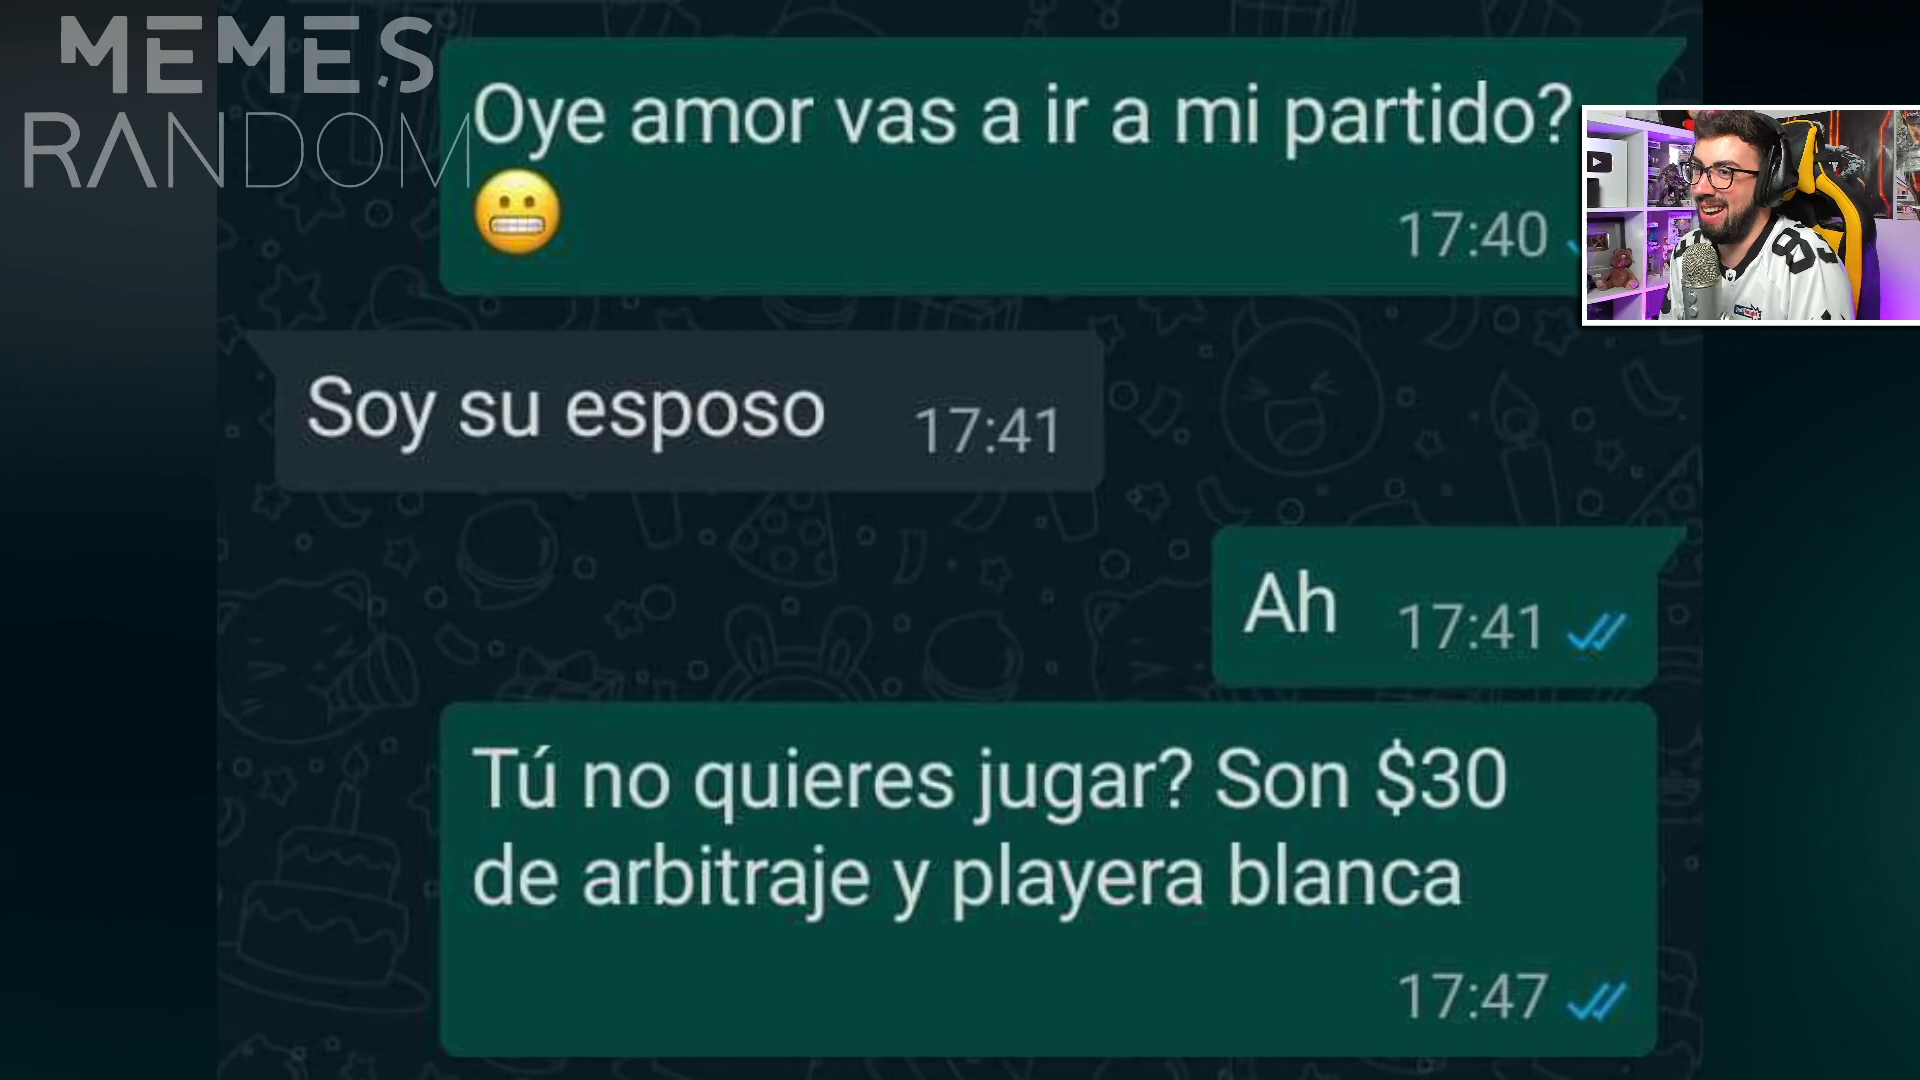 MEMES
RANDOM
Oye amor vas a ir a mi partido?
😬
17:40
Soy su esposo 17:41
Ah 17:41
Tú no quieres jugar? Son $30
de arbitraje y playera blanca
17:47